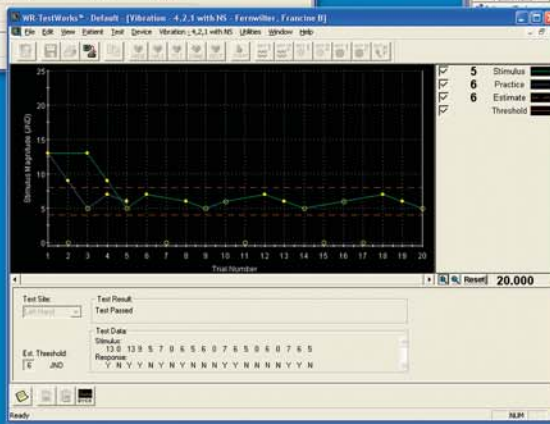 WR-TestWorks™ - Default - [Vibration - 4,2,1 with NS - Fernwilter, Francine B]
File Edit View Patient Test Device Vibration - 4,2,1 with NS Utilities Window Help
25
20
15
10
5
0
Stimulus Magnitude (JND)
1 2 3 4 5 6 7 8 9 10 11 12 13 14 15 16 17 18 19 20
Trial Number
5 Stimulus
6 Practice
6 Estimate
Threshold
Reset 20.000
Test Site:
Left Hand
Test Result:
Test Passed
Est. Threshold
6 JND
Test Data:
Stimulus:
13 0 13 9 5 7 0 6 5 6 0 7 6 5 0 6 0 7 6 5
Response:
Y N Y Y N Y N Y N N N Y Y N N N N Y Y N
Ready
NUM